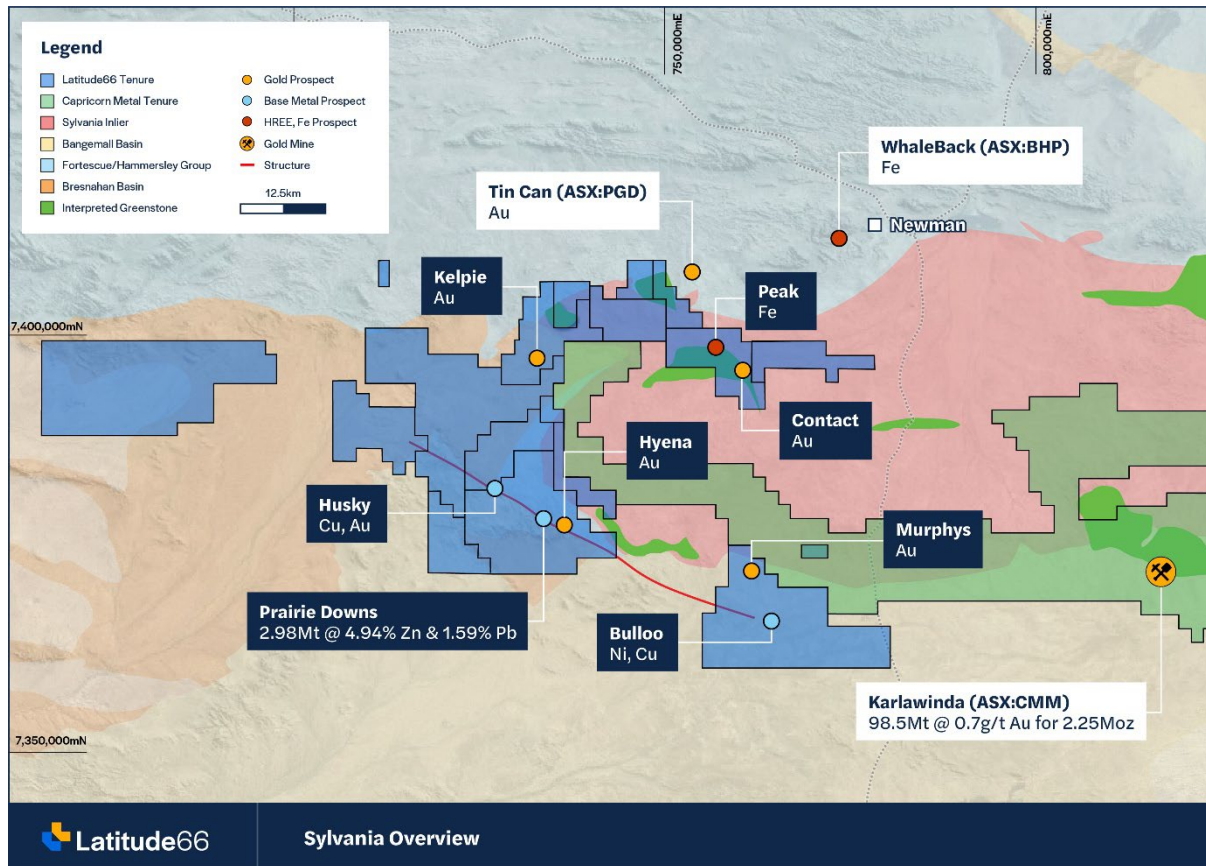 Legend
Latitude66 Tenure
Capricorn Metal Tenure
Sylvania Inlier
Bangemall Basin
Fortescue/Hammersley Group
Bresnahan Basin
Interpreted Greenstone
Gold Prospect
Base Metal Prospect
HREE, Fe Prospect
Gold Mine
Structure
12.5km
750,000mE
800,000mE
7,400,000mN
7,350,000mN
WhaleBack (ASX:BHP)
Fe
Tin Can (ASX:PGD)
Au
Newman
Kelpie
Au
Peak
Fe
Contact
Au
Hyena
Au
Husky
Cu, Au
Murphys
Au
Prairie Downs
2.98Mt @ 4.94% Zn & 1.59% Pb
Bulloo
Ni, Cu
Karlawinda (ASX:CMM)
98.5Mt @ 0.7g/t Au for 2.25Moz
Latitude66
Sylvania Overview